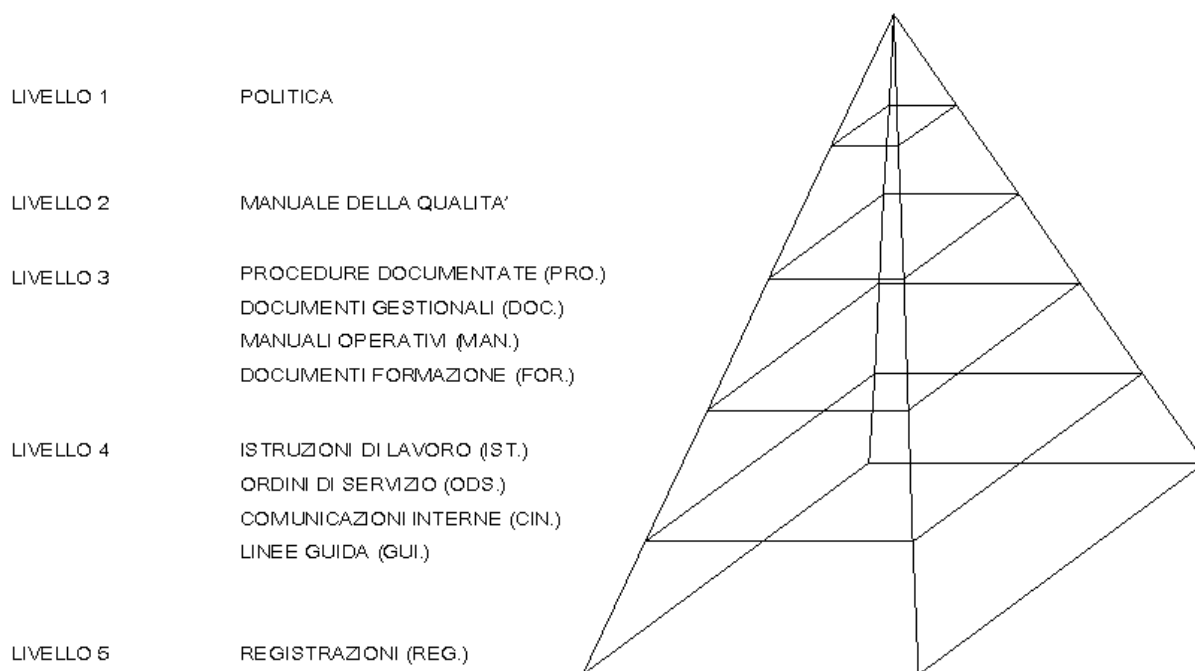 LIVELLO 1 POLITICA
LIVELLO 2 MANUALE DELLA QUALITA'
LIVELLO 3 PROCEDURE DOCUMENTATE (PRO.)
DOCUMENTI GESTIONALI (DOC.)
MANUALI OPERATIVI (MAN.)
DOCUMENTI FORMAZIONE (FOR.)
LIVELLO 4 ISTRUZIONI DI LAVORO (IST.)
ORDINI DI SERVIZIO (ODS.)
COMUNICAZIONI INTERNE (CIN.)
LINEE GUIDA (GUI.)
LIVELLO 5 REGISTRAZIONI (REG.)